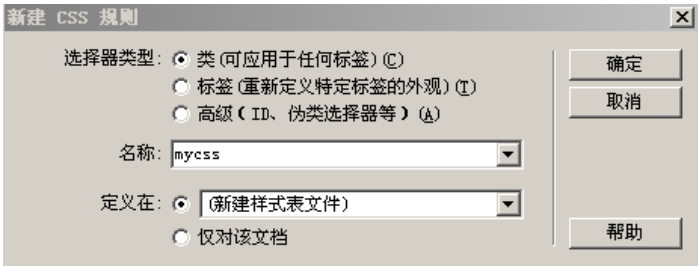 新建 CSS 规则
选择器类型: 类(可应用于任何标签)(C)
确定
标签(重新定义特定标签的外观)(T)
取消
高级(ID、伪类选择器等)(A)
名称: mycss
定义在: (新建样式表文件)
仅对该文档
帮助